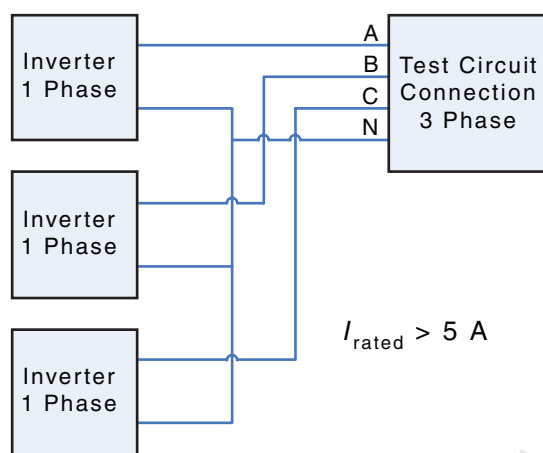 Inverter
1 Phase
A
B
C
N
Test Circuit
Connection
3 Phase
Inverter
1 Phase
Irated > 5 A
Inverter
1 Phase